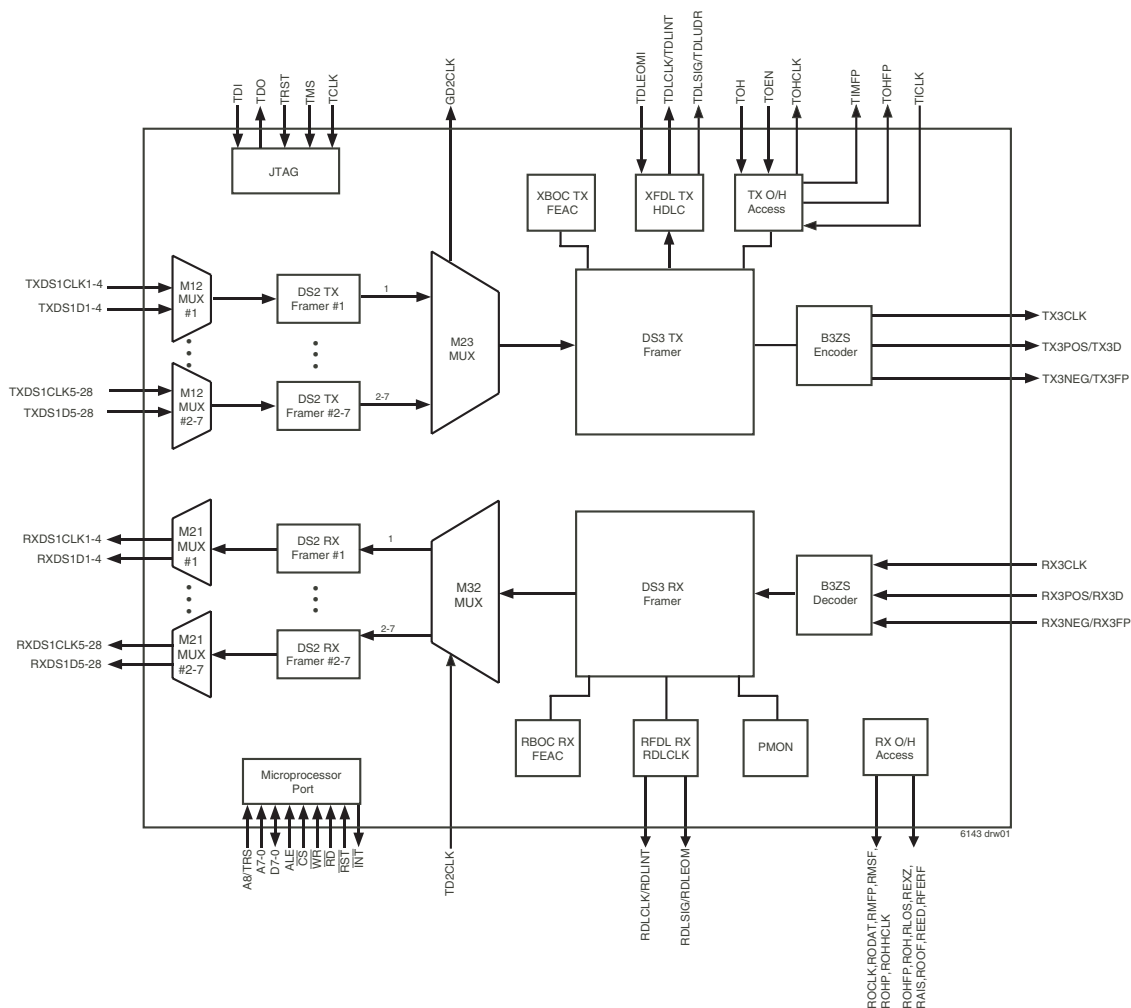 TDI
TDO
TRST
TMS
TCLK
GD2CLK
TDLEOMI
TDLCLK/TDLINT
TDLSIG/TDLUDR
TOH
TOEN
TOHCLK
TIMFP
TOHFP
TICLK
JTAG
XBOC TX
FEAC
XFDL TX
HDLC
TX O/H
Access
TXDS1CLK1-4
TXDS1D1-4
M12
MUX
#1
DS2 TX
Framer #1
1
M23
MUX
DS3 TX
Framer
B3ZS
Encoder
TX3CLK
TX3POS/TX3D
TX3NEG/TX3FP
TXDS1CLK5-28
TXDS1D5-28
M12
MUX
#2-7
DS2 TX
Framer #2-7
2-7
RXDS1CLK1-4
RXDS1D1-4
M21
MUX
#1
DS2 RX
Framer #1
1
M32
MUX
DS3 RX
Framer
B3ZS
Decoder
RX3CLK
RX3POS/RX3D
RX3NEG/RX3FP
RXDS1CLK5-28
RXDS1D5-28
M21
MUX
#2-7
DS2 RX
Framer #2-7
2-7
RBOC RX
FEAC
RFDL RX
RDLCLK
PMON
RX O/H
Access
Microprocessor
Port
6143 drw01
A8/TRS
A7-0
D7-0
ALE
CS
WR
RD
RST
INT
TD2CLK
RDLCLK/RDLINT
RDLSIG/RDLEOM
ROCLK,RODAT,RMFP,RMSF,
ROHP,ROHHCLK
ROHFP,ROH,RLOS,REXZ,
RAIS,ROOF,REED,RFERF